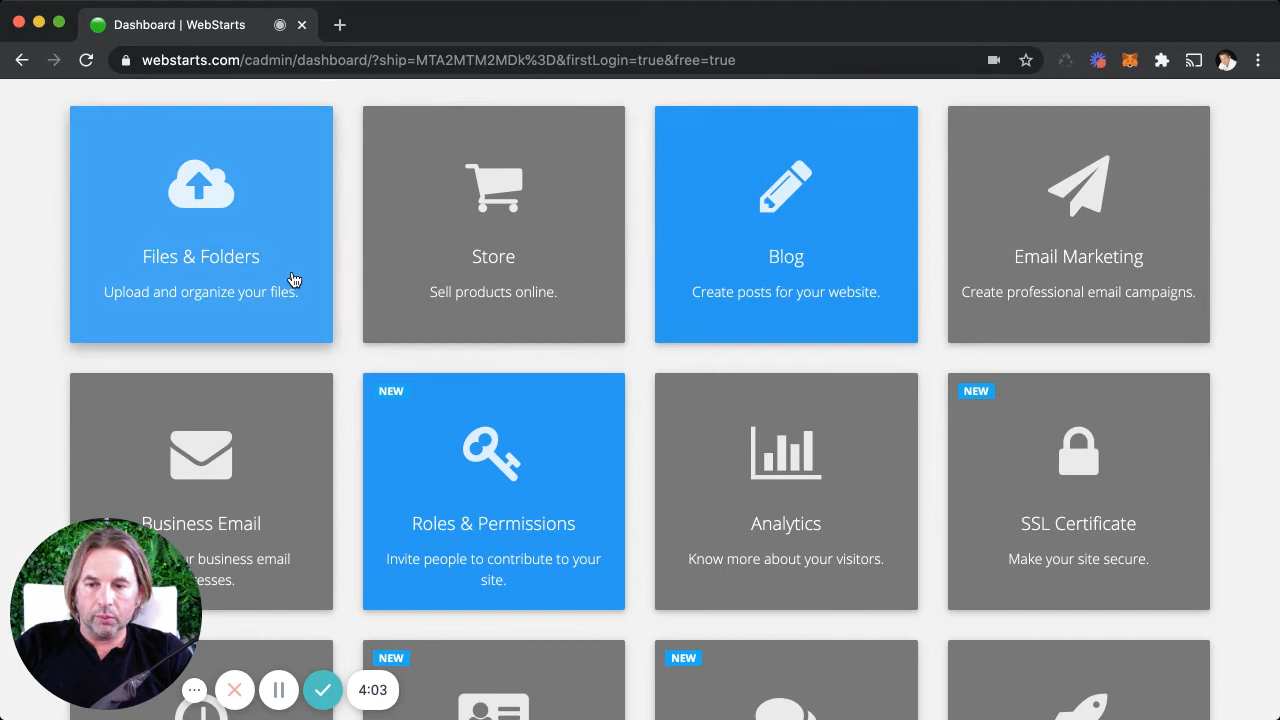 Dashboard | WebStarts
webstarts.com/cadmin/dashboard/?ship=MTA2MTM2MDk%3D&firstLogin=true&free=true
Files & Folders
Upload and organize your files.
Store
Sell products online.
Blog
Create posts for your website.
Email Marketing
Create professional email campaigns.
Business Email
business email
NEW
Roles & Permissions
Invite people to contribute to your
site.
Analytics
Know more about your visitors.
NEW
SSL Certificate
Make your site secure.
NEW
NEW
4:03